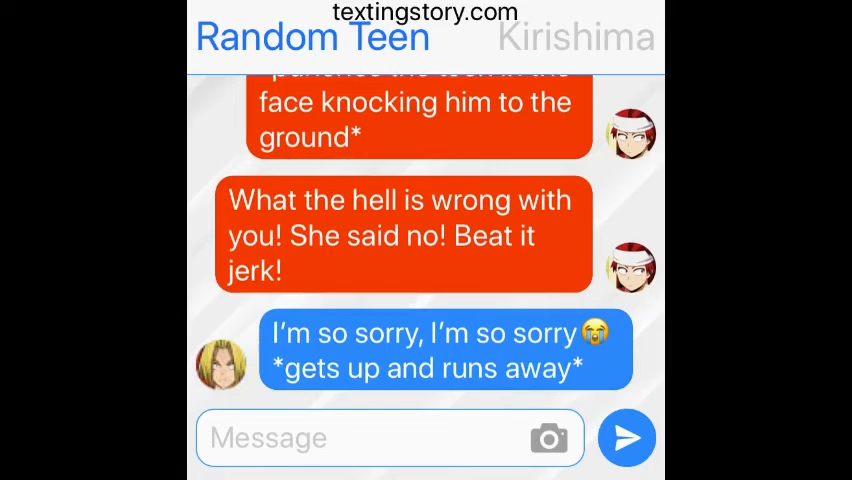 textingstory.com
Random Teen
Kirishima
face knocking him to the
ground*
What the hell is wrong with
you! She said no! Beat it
jerk!
I'm so sorry, I'm so sorry😭
*gets up and runs away*
Message